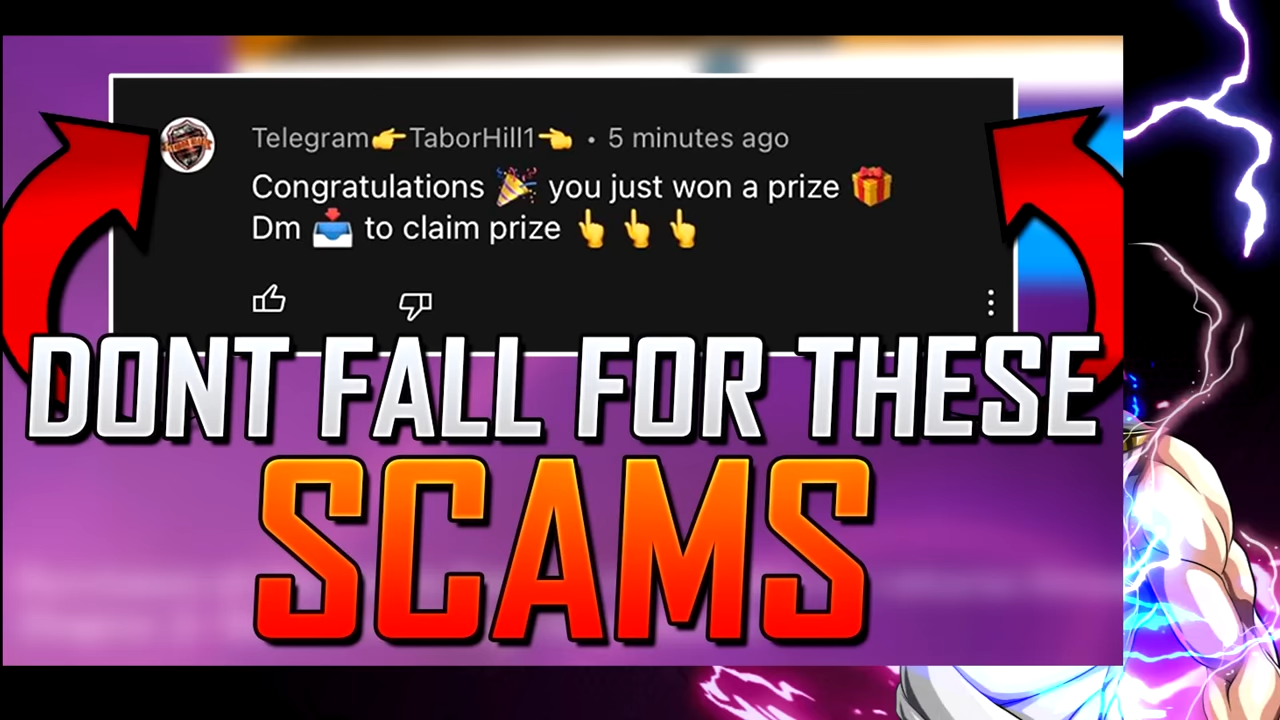 Telegram👉TaborHill1👈 • 5 minutes ago
Congratulations 🎉 you just won a prize 🎁
Dm 📥 to claim prize 👆 👆 👆
DONT FALL FOR THESE
SCAMS